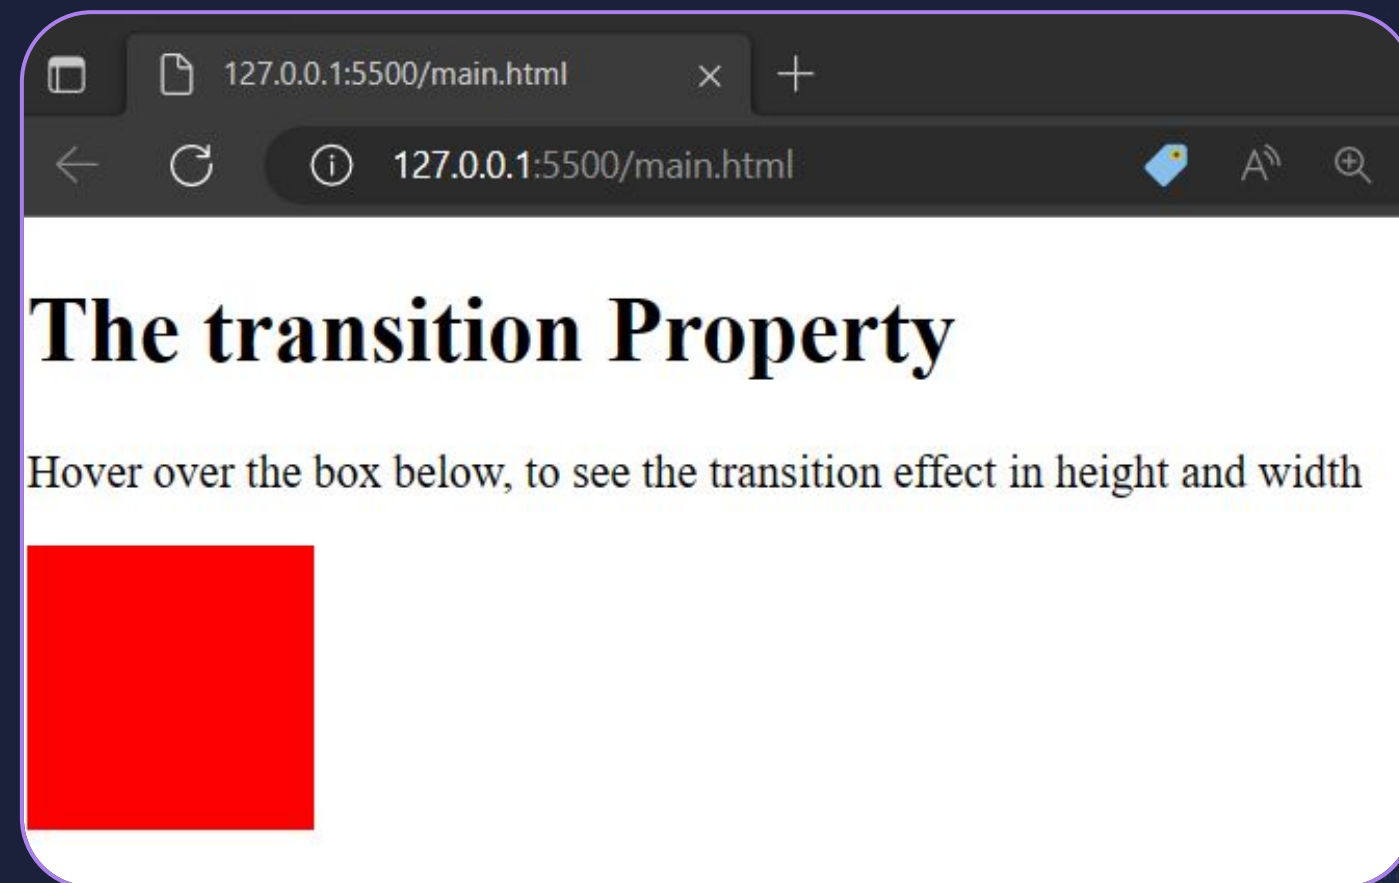 127.0.0.1:5500/main.html
127.0.0.1:5500/main.html
The transition Property
Hover over the box below, to see the transition effect in height and width